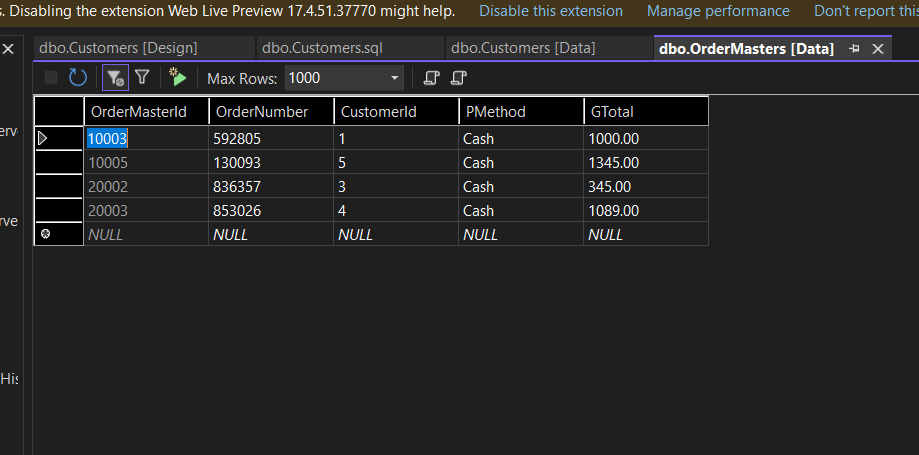 s. Disabling the extension Web Live Preview 17.4.51.37770 might help. Disable this extension Manage performance Don't report this
dbo.Customers [Design] dbo.Customers.sql dbo.Customers [Data] dbo.OrderMasters [Data]
Max Rows: 1000
OrderMasterId OrderNumber CustomerId PMethod GTotal
10003 592805 1 Cash 1000.00
10005 130093 5 Cash 1345.00
20002 836357 3 Cash 345.00
20003 853026 4 Cash 1089.00
NULL NULL NULL NULL NULL
erv
rve
His